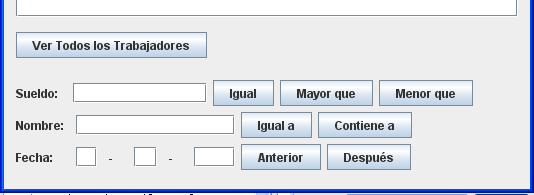 Ver Todos los Trabajadores
Sueldo: Igual Mayor que Menor que
Nombre: Igual a Contiene a
Fecha: - - Anterior Después